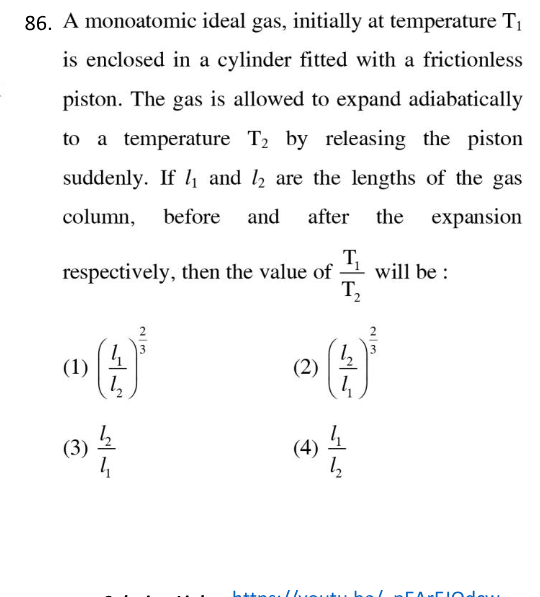 86. A monoatomic ideal gas, initially at temperature T₁
is enclosed in a cylinder fitted with a frictionless
piston. The gas is allowed to expand adiabatically
to a temperature T₂ by releasing the piston
suddenly. If l₁ and l₂ are the lengths of the gas
column, before and after the expansion
respectively, then the value of T₁/T₂ will be :
(1) (l₁/l₂)^(2/3) (2) (l₂/l₁)^(2/3)
(3) l₂/l₁ (4) l₁/l₂